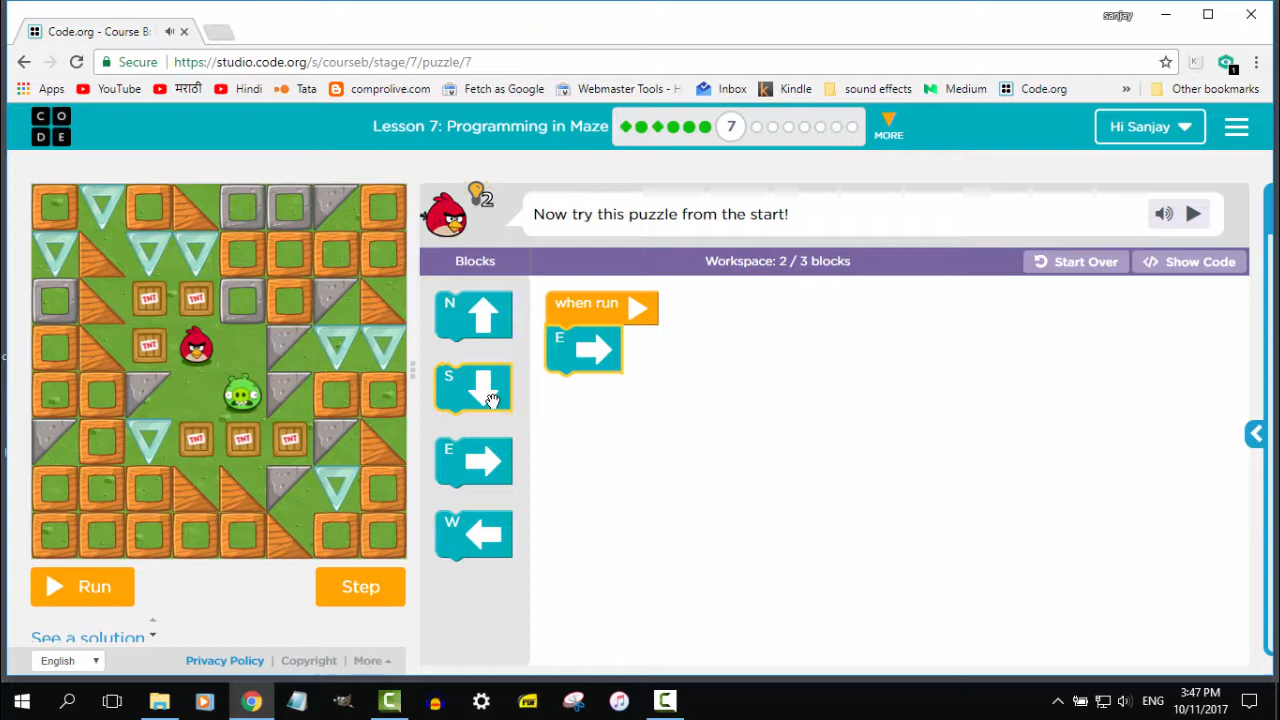 sanjay
Code.org - Course B:
Secure https://studio.code.org/s/courseb/stage/7/puzzle/7
Apps YouTube मराठी Hindi Tata comprolive.com Fetch as Google Webmaster Tools - H Inbox Kindle sound effects Medium Code.org » Other bookmarks
1
C O
D E
Lesson 7: Programming in Maze 7 MORE Hi Sanjay
2
Now try this puzzle from the start!
Blocks Workspace: 2 / 3 blocks Start Over </> Show Code
N
S
E
W
when run
E
TNT TNT
TNT
TNT TNT TNT
Run Step
See a solution
English Privacy Policy | Copyright | More
ENG 3:47 PM
10/11/2017